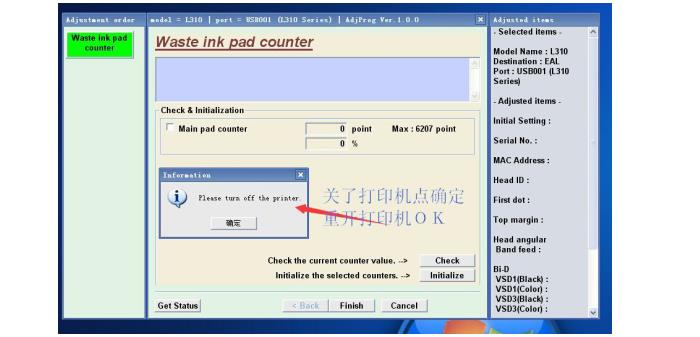 Adjustment order
model = L310 | port = USB001 (L310 Series) | AdjProg Ver.1.0.0
Adjusted items
Waste ink pad
counter
Waste ink pad counter
Check & Initialization
Main pad counter
0 point Max : 6207 point
0 %
Information
Please turn off the printer.
确定
关了打印机点确定
重开打印机OK
Check the current counter value. -->
Check
Initialize the selected counters. -->
Initialize
Get Status
< Back
Finish
Cancel
- Selected items -
Model Name : L310
Destination : EAL
Port : USB001 (L310
Series)
- Adjusted items -
Initial Setting :
Serial No. :
MAC Address :
Head ID :
First dot :
Top margin :
Head angular
Band feed :
Bi-D
VSD1(Black) :
VSD1(Color) :
VSD3(Black) :
VSD3(Color) :